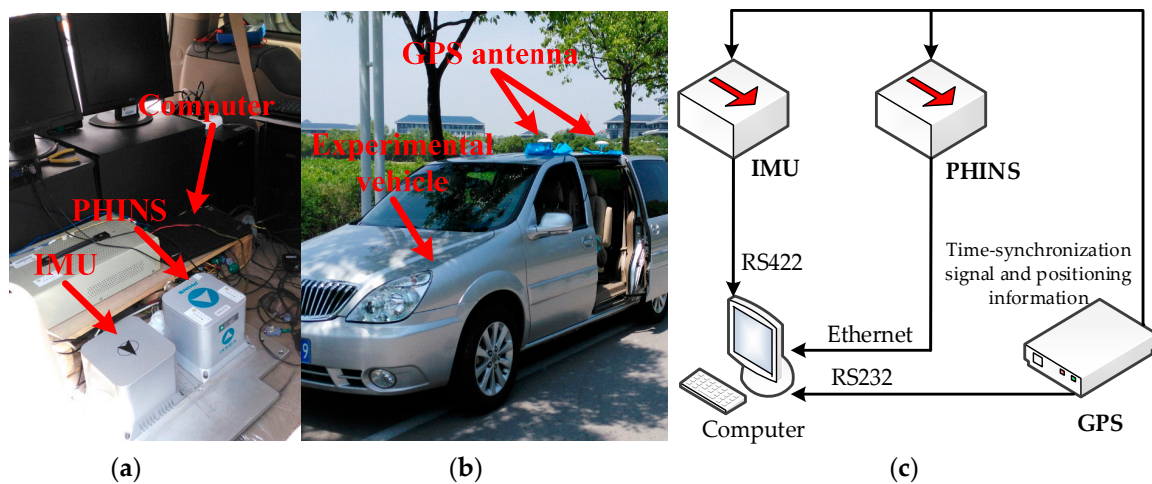 Computer
PHINS
IMU
GPS antenna
Experimental
vehicle
9
IMU
PHINS
RS422
Time-synchronization
signal and positioning
information
Ethernet
RS232
Computer
GPS
(a)
(b)
(c)